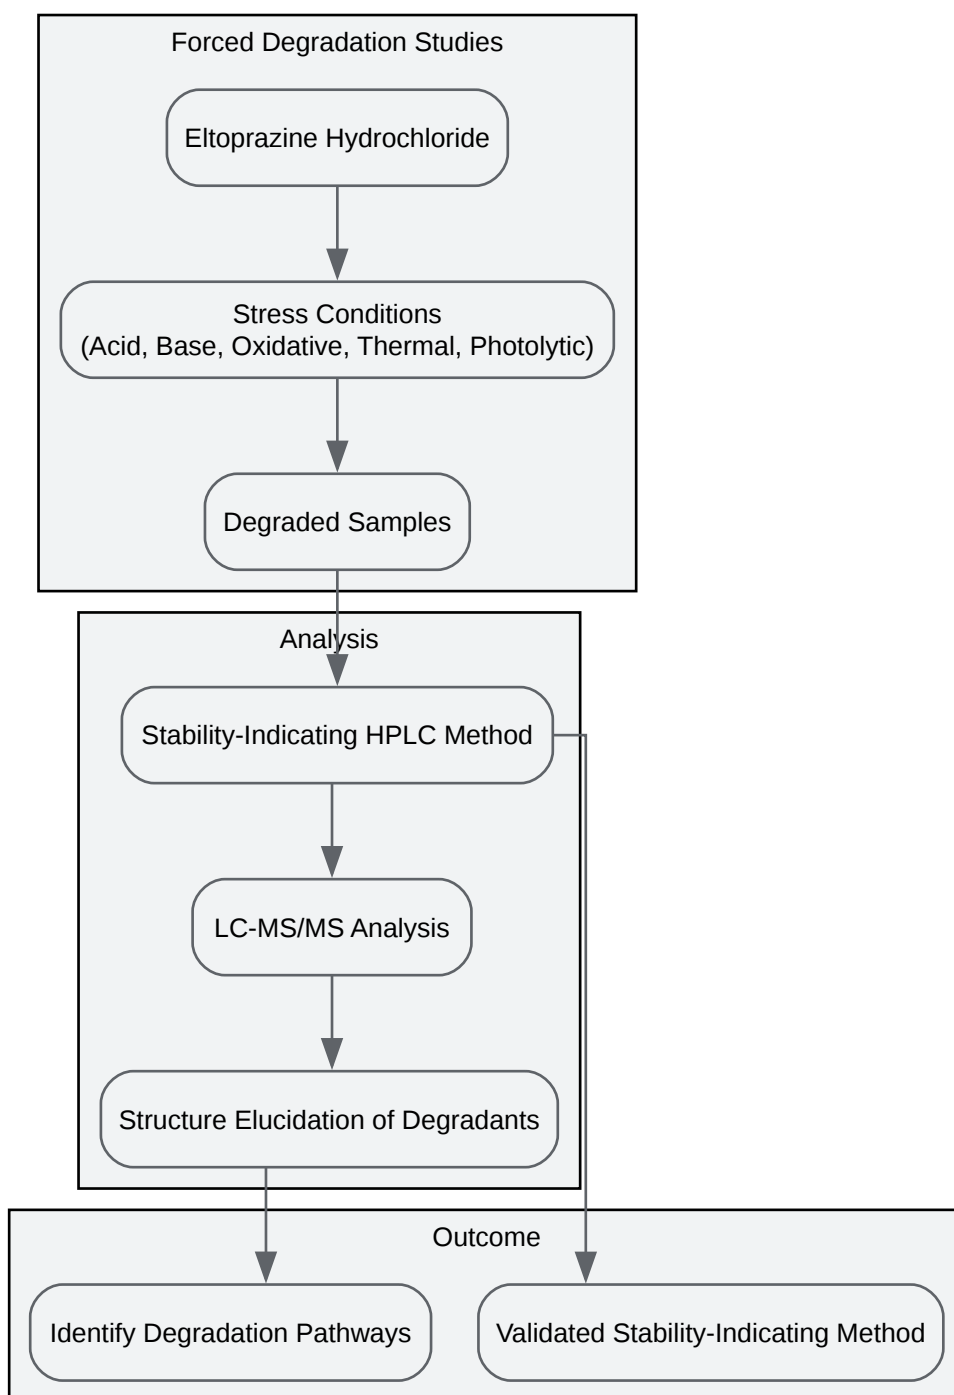 Forced Degradation Studies
Eltoprazine Hydrochloride
Stress Conditions
(Acid, Base, Oxidative, Thermal, Photolytic)
Degraded Samples
Analysis
Stability-Indicating HPLC Method
LC-MS/MS Analysis
Structure Elucidation of Degradants
Outcome
Identify Degradation Pathways
Validated Stability-Indicating Method